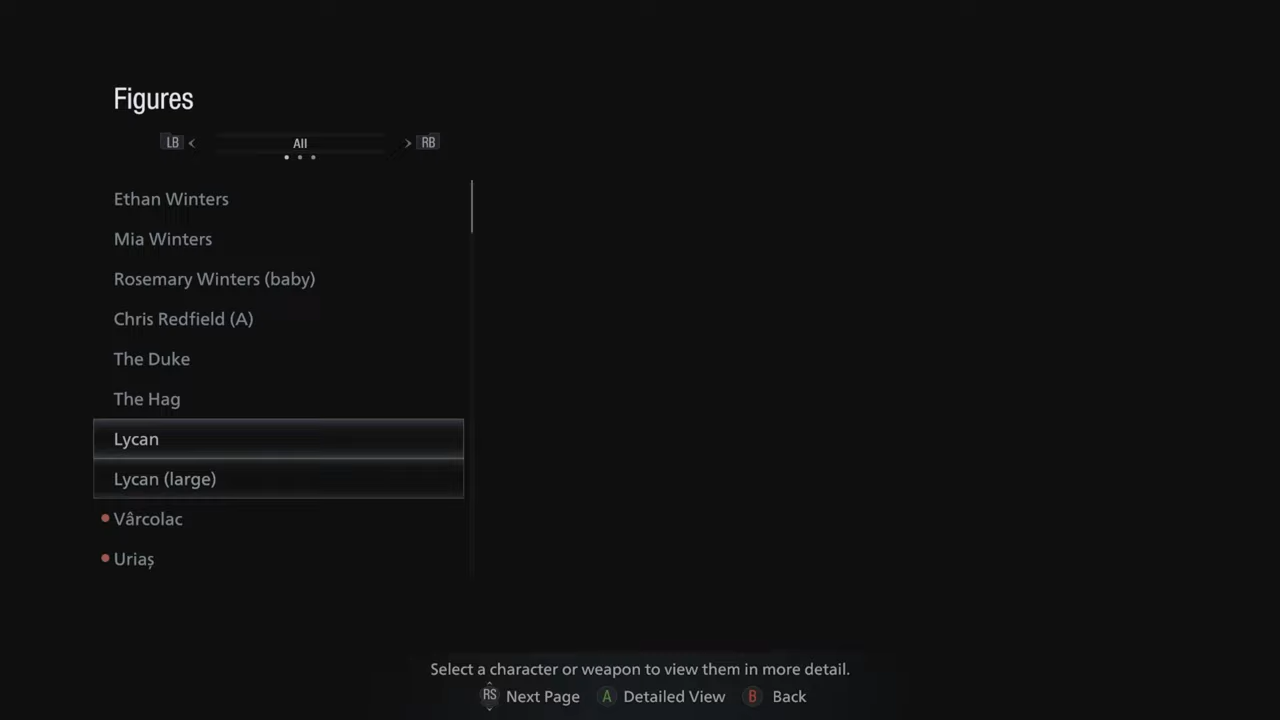 Figures
LB < All > RB
Ethan Winters
Mia Winters
Rosemary Winters (baby)
Chris Redfield (A)
The Duke
The Hag
Lycan
Lycan (large)
Vârcolac
Uriaș
Select a character or weapon to view them in more detail.
RS Next Page A Detailed View B Back